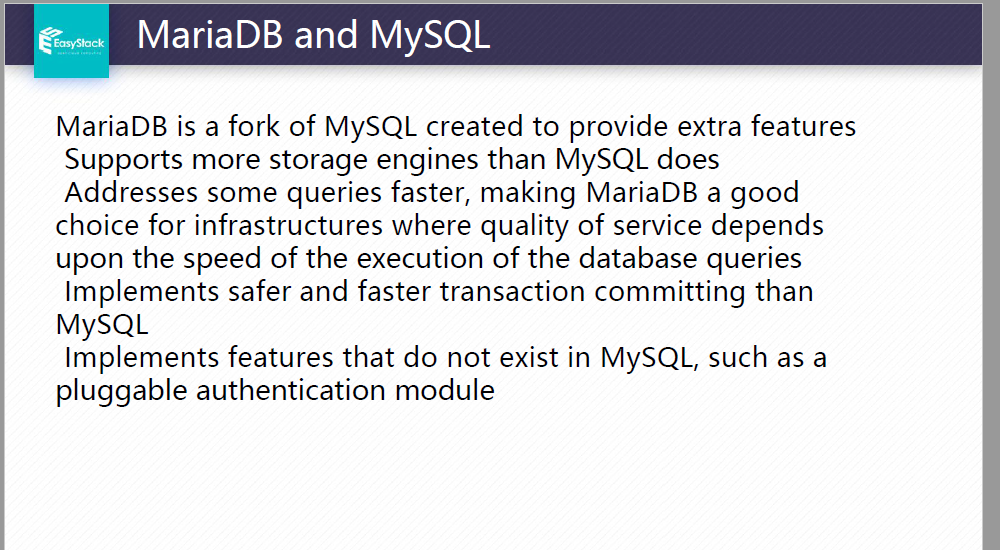 EasyStack
MariaDB and MySQL
MariaDB is a fork of MySQL created to provide extra features
Supports more storage engines than MySQL does
Addresses some queries faster, making MariaDB a good
choice for infrastructures where quality of service depends
upon the speed of the execution of the database queries
Implements safer and faster transaction committing than
MySQL
Implements features that do not exist in MySQL, such as a
pluggable authentication module